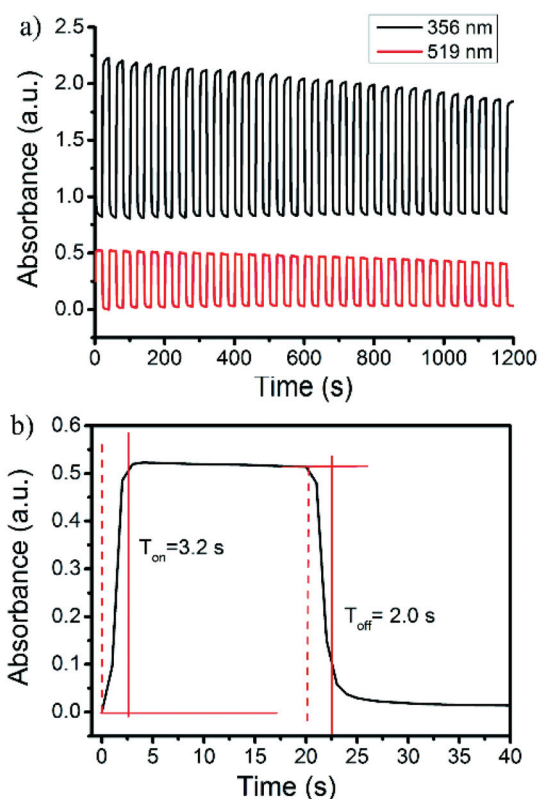 a)
356 nm
519 nm
2.5
2.0
1.5
1.0
0.5
0.0
Absorbance (a.u.)
0 200 400 600 800 1000 1200
Time (s)
b)
0.6
0.5
0.4
0.3
0.2
0.1
0.0
Absorbance (a.u.)
Ton=3.2 s
Toff= 2.0 s
0 5 10 15 20 25 30 35 40
Time (s)